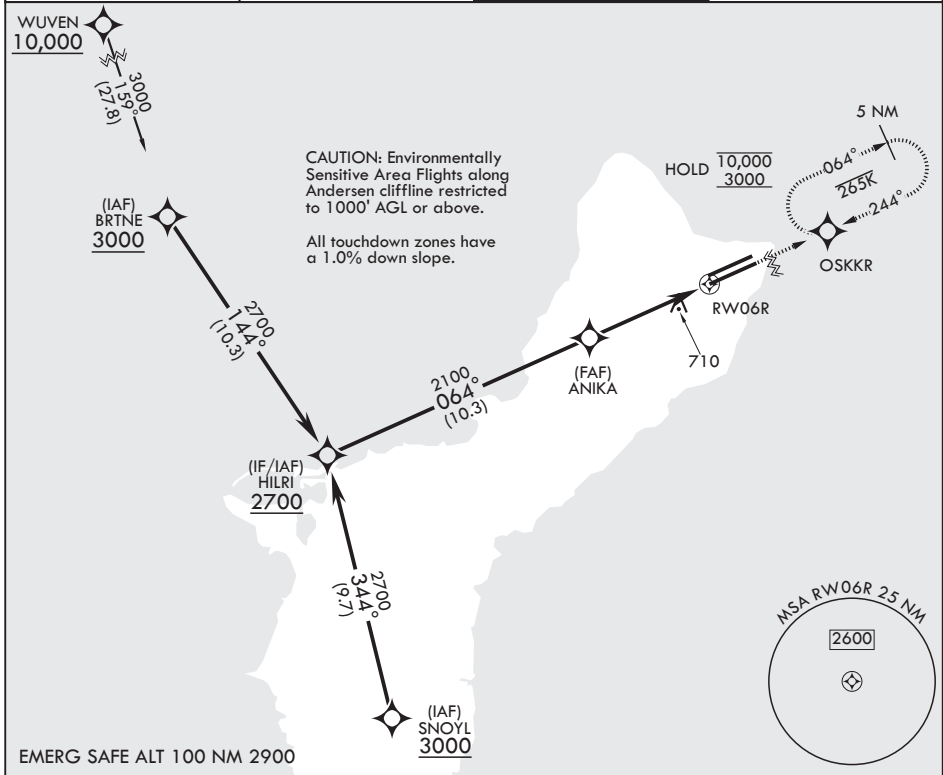 WUVEN
10,000
3000
159°
(27.8)
(IAF)
BRTNE
3000
CAUTION: Environmentally
Sensitive Area Flights along
Andersen cliffline restricted
to 1000' AGL or above.
All touchdown zones have
a 1.0% down slope.
5 NM
HOLD
10,000
3000
064°
265K
244°
OSKKR
RW06R
710
2700
144°
(10.3)
(FAF)
ANIKA
2100
064°
(10.3)
(IF/IAF)
HILRI
2700
2700
344°
(9.7)
(IAF)
SNOYL
3000
MSA RW06R 25 NM
2600
EMERG SAFE ALT 100 NM 2900